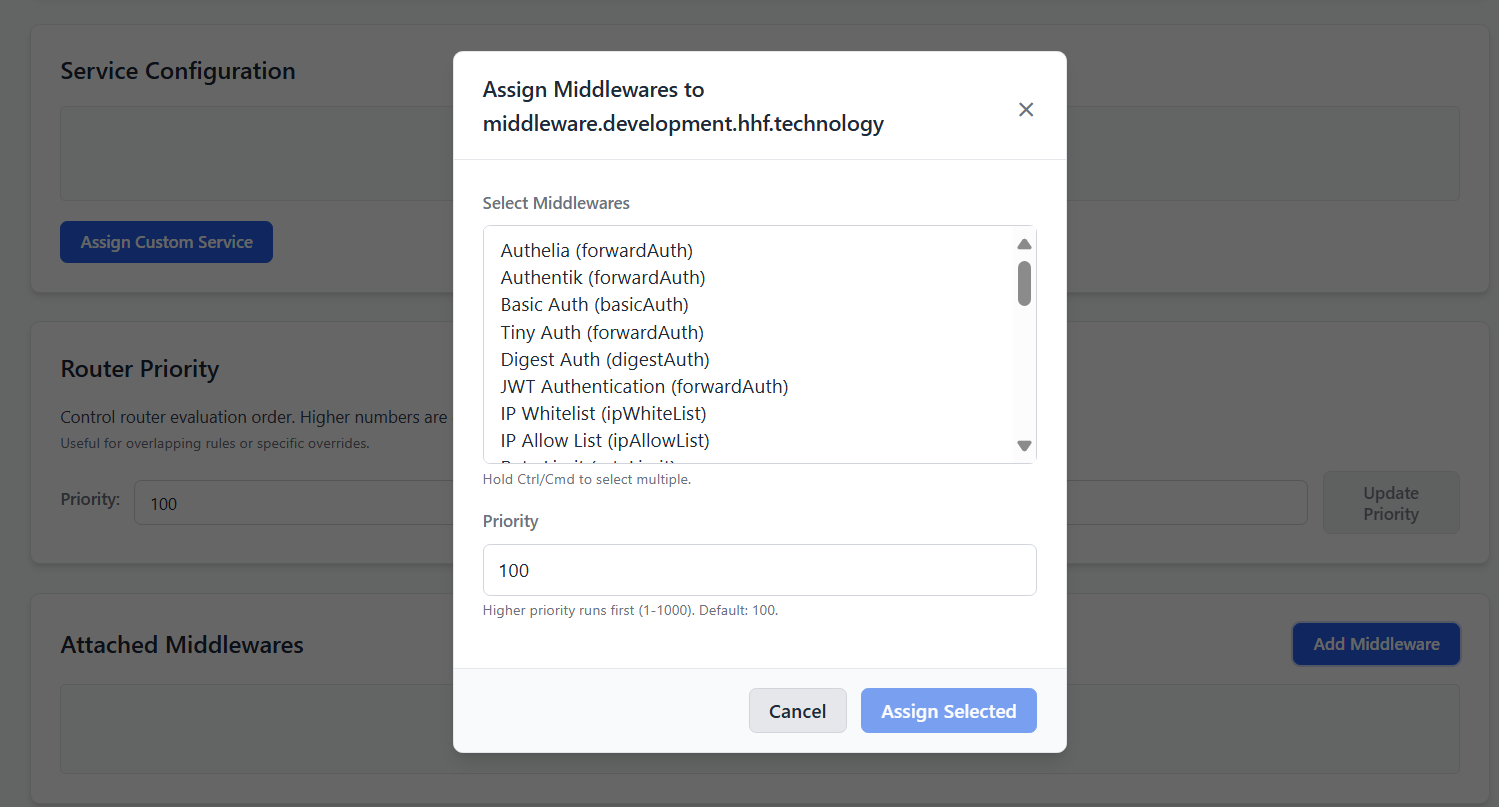 Service Configuration
Assign Custom Service
Router Priority
Control router evaluation order. Higher numbers are
Useful for overlapping rules or specific overrides.
Priority:
100
Update
Priority
Attached Middlewares
Add Middleware
Assign Middlewares to
middleware.development.hhf.technology
Select Middlewares
Authelia (forwardAuth)
Authentik (forwardAuth)
Basic Auth (basicAuth)
Tiny Auth (forwardAuth)
Digest Auth (digestAuth)
JWT Authentication (forwardAuth)
IP Whitelist (ipWhiteList)
IP Allow List (ipAllowList)
Hold Ctrl/Cmd to select multiple.
Priority
100
Higher priority runs first (1-1000). Default: 100.
Cancel
Assign Selected